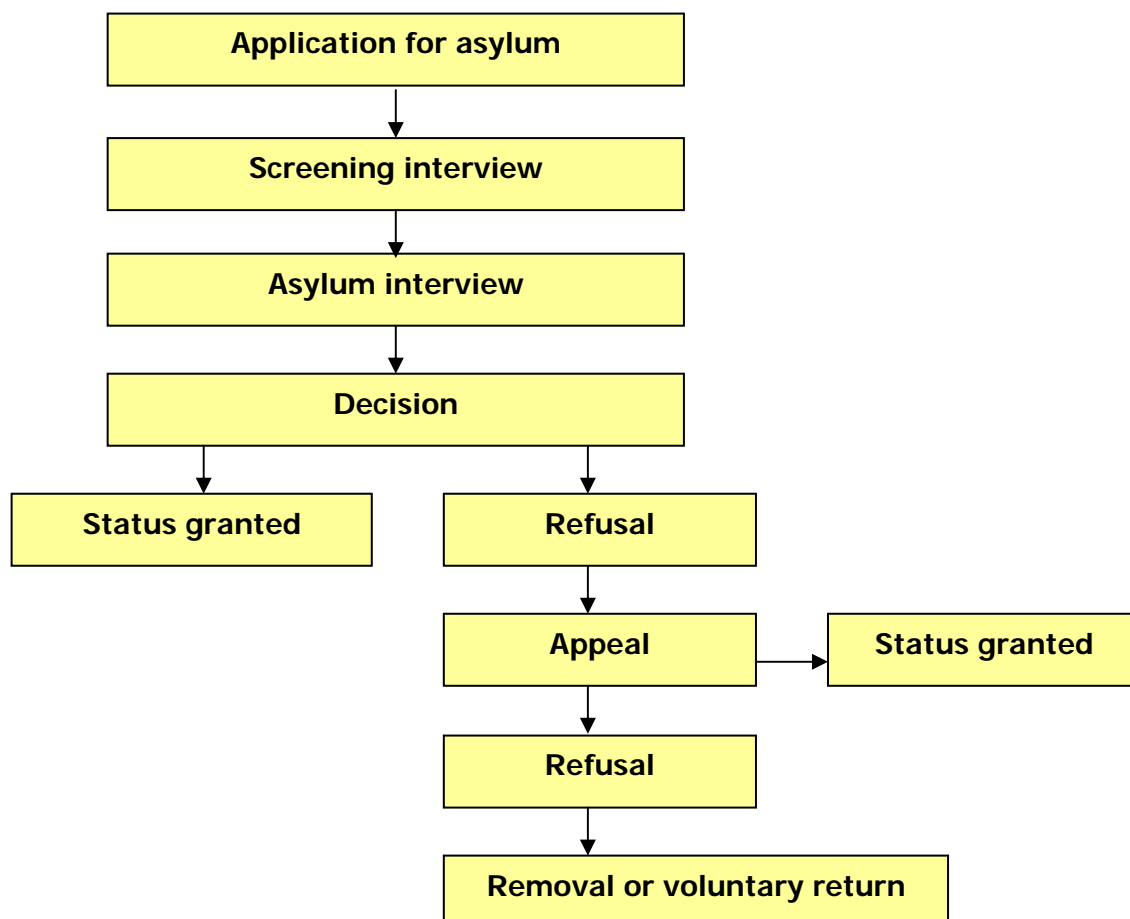 Application for asylum
Screening interview
Asylum interview
Decision
Status granted
Refusal
Appeal
Status granted
Refusal
Removal or voluntary return